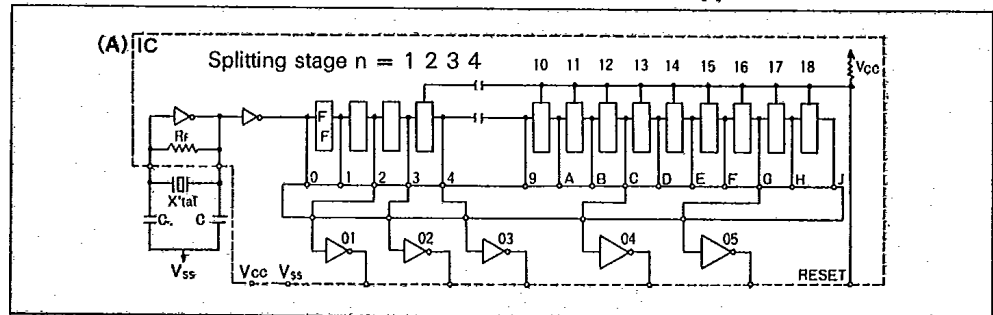 (A) IC
Splitting stage n = 1 2 3 4
10 11 12 13 14 15 16 17 18
VCC
F
F
Rf
X'tal
0 1 2 3 4 9 A B C D E F G H J
C C
01 02 03 04 05
VSS
VCC VSS
RESET